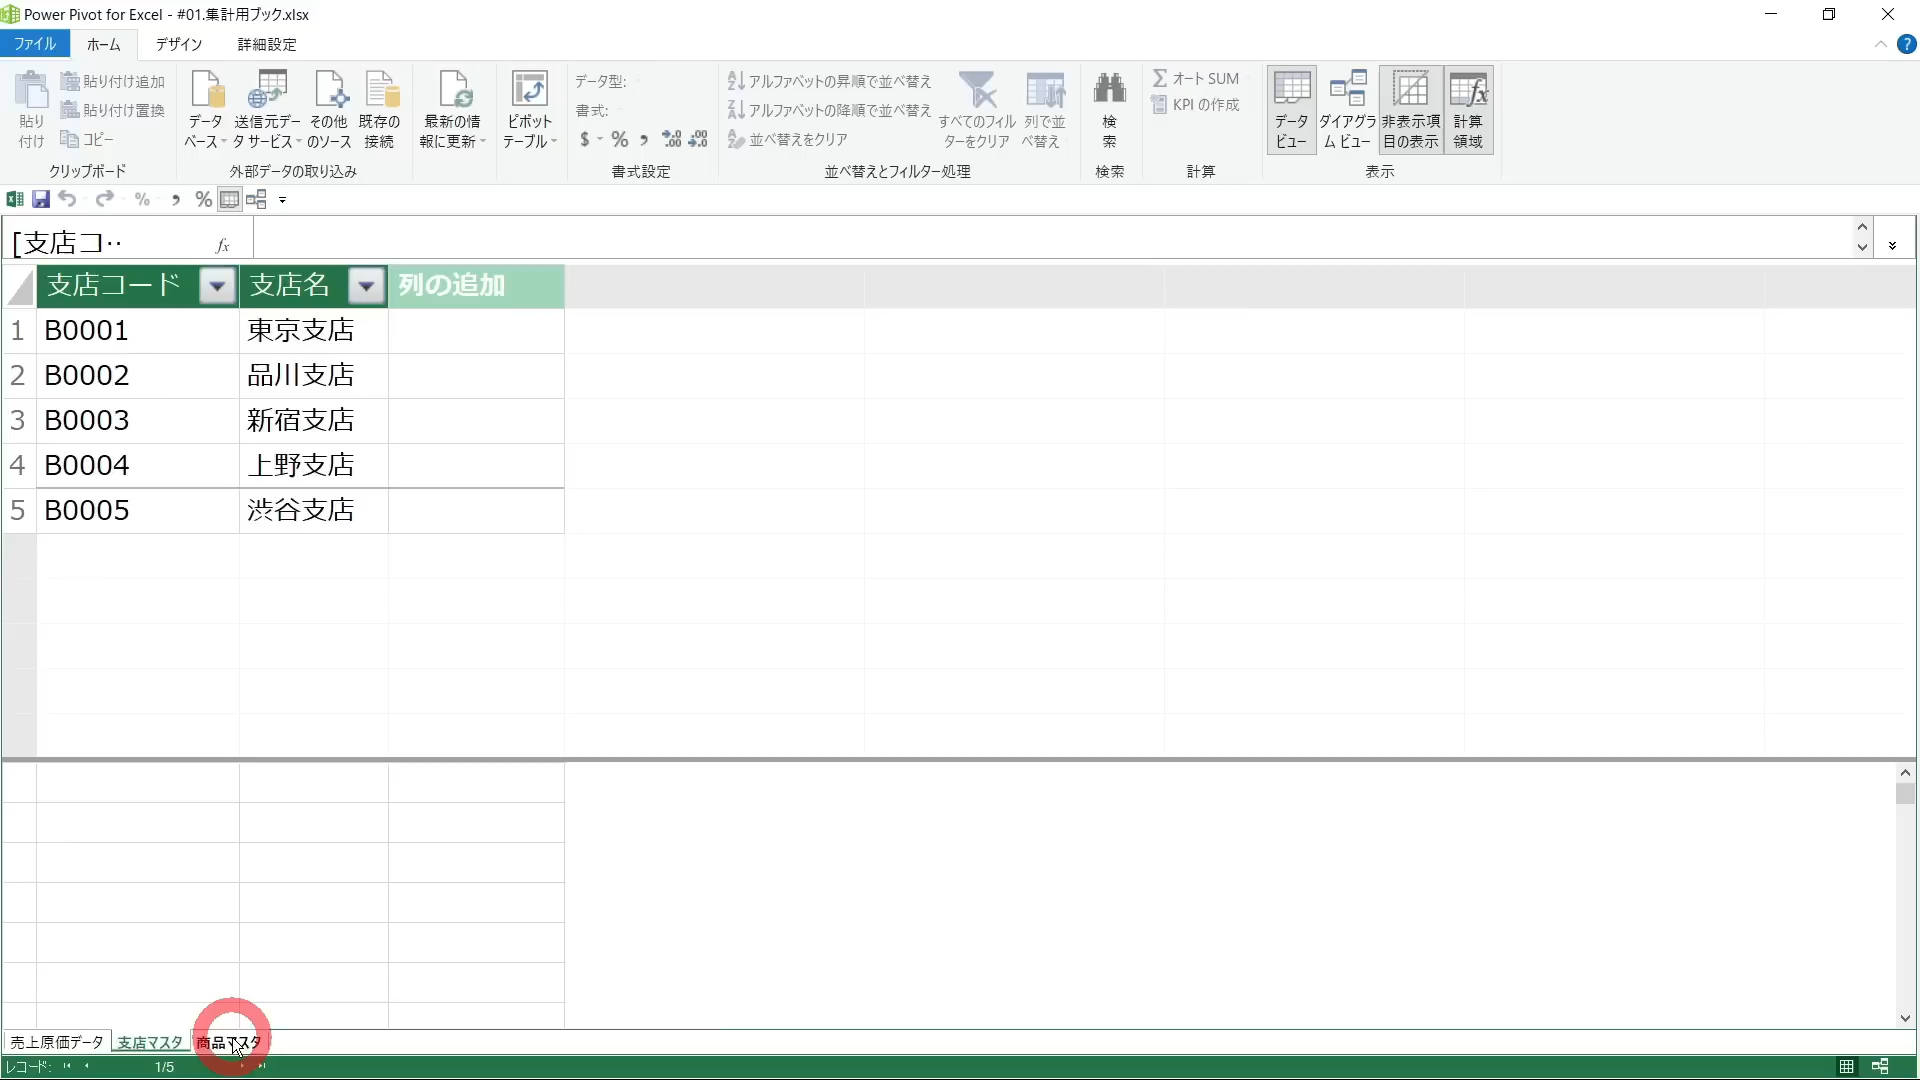 Power Pivot for Excel - #01.集計用ブック.xlsx
ファイル ホーム デザイン 詳細設定
貼り付け
貼り付け追加
貼り付け置換
コピー
クリップボード
データベース
送信元データ サービス
その他のソース
既存の接続
外部データの取り込み
最新の情報に更新
ピボットテーブル
データ型:
書式:
$ % , .00 .00
書式設定
アルファベットの昇順で並べ替え
アルファベットの降順で並べ替え
並べ替えをクリア
すべてのフィルターをクリア
列で並べ替え
並べ替えとフィルター処理
検索
検索
オート SUM
KPI の作成
計算
データ ビュー
ダイアグラム ビュー
非表示項目の表示
計算領域
表示
% , %
[支店コ‥ fx
支店コード 支店名 列の追加
1 B0001 東京支店
2 B0002 品川支店
3 B0003 新宿支店
4 B0004 上野支店
5 B0005 渋谷支店
売上原価データ 支店マスタ 商品マスタ
レコード: 1/5